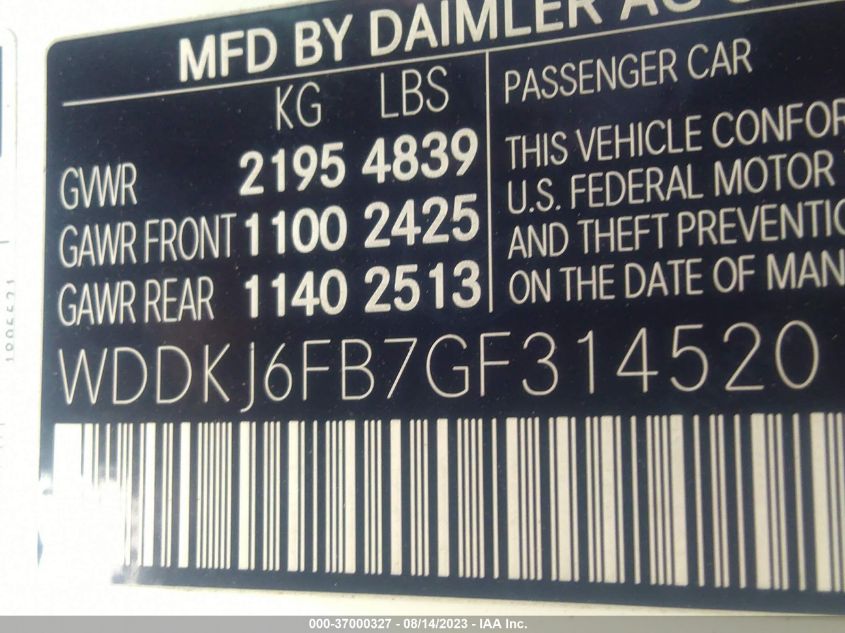 MFD BY DAIMLER AG
KG LBS
GVWR 2195 4839
GAWR FRONT 1100 2425
GAWR REAR 1140 2513
PASSENGER CAR
THIS VEHICLE CONFOR
U.S. FEDERAL MOTOR
AND THEFT PREVENTIO
ON THE DATE OF MAN
WDDKJ6FB7GF314520
000-37000327 - 08/14/2023 - IAA Inc.